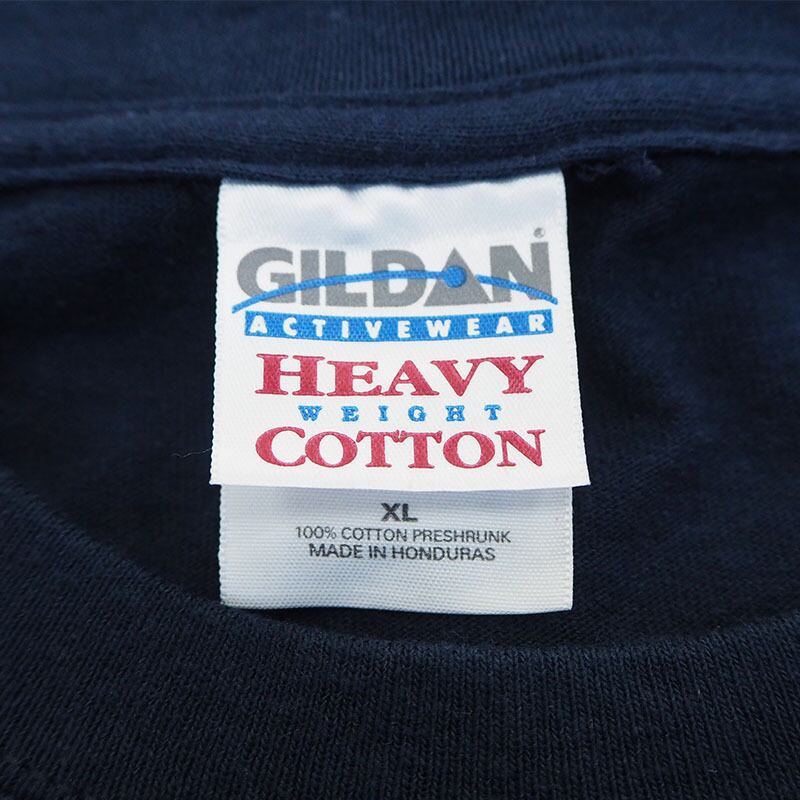 GILDAN®
ACTIVEWEAR
HEAVY
WEIGHT
COTTON
XL
100% COTTON PRESHRUNK
MADE IN HONDURAS